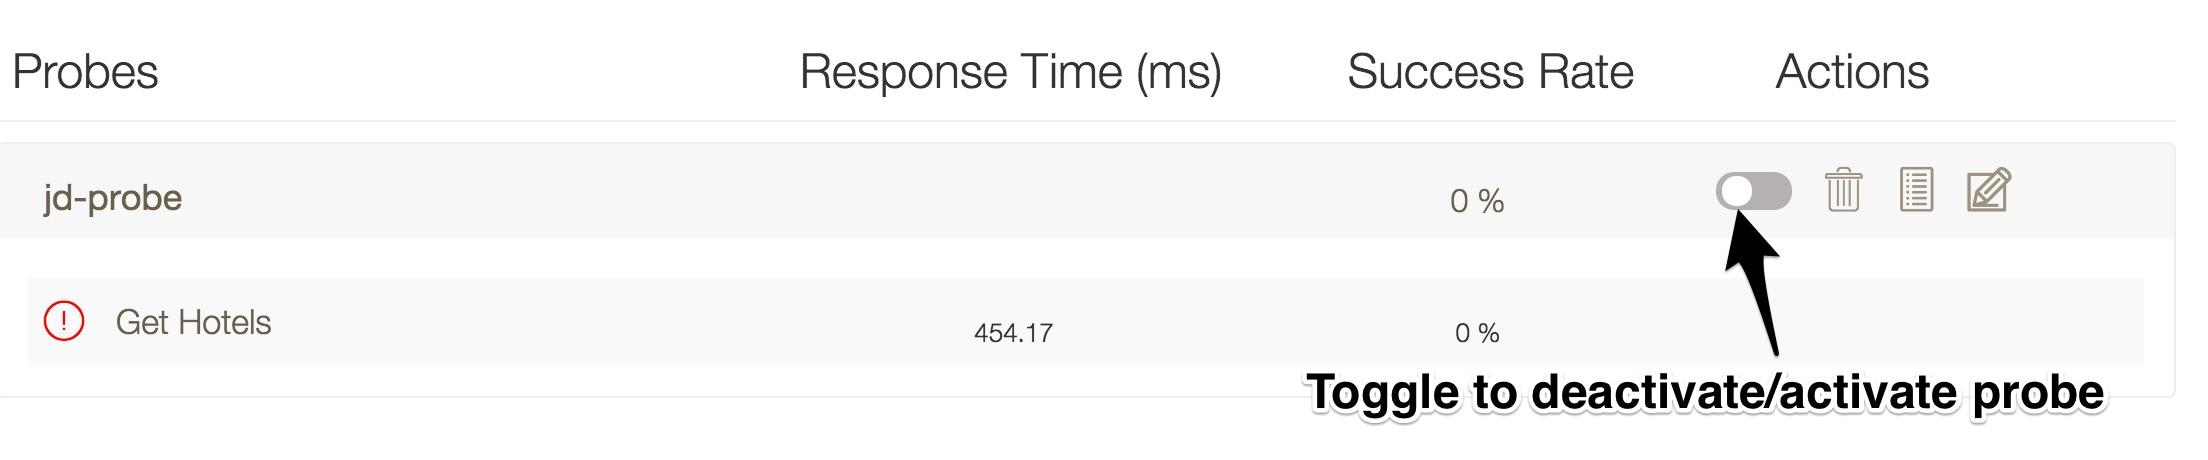 Probes Response Time (ms) Success Rate Actions
jd-probe 0 %
Get Hotels 454.17 0 %
Toggle to deactivate/activate probe